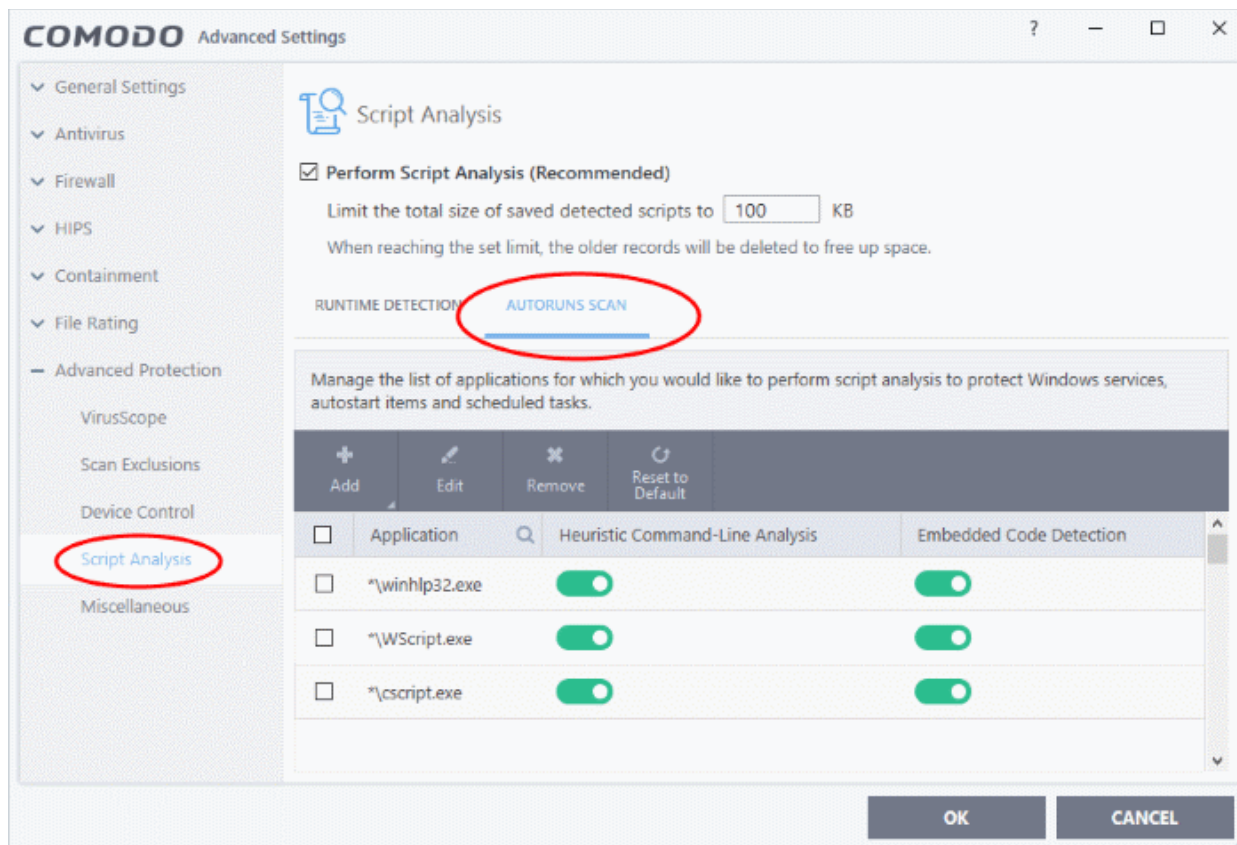 COMODO Advanced Settings
?
General Settings
Antivirus
Firewall
HIPS
Containment
File Rating
Advanced Protection
VirusScope
Scan Exclusions
Device Control
Script Analysis
Miscellaneous
Script Analysis
Perform Script Analysis (Recommended)
Limit the total size of saved detected scripts to 100 KB
When reaching the set limit, the older records will be deleted to free up space.
RUNTIME DETECTION AUTORUNS SCAN
Manage the list of applications for which you would like to perform script analysis to protect Windows services,
autostart items and scheduled tasks.
Add Edit Remove Reset to
Default
Application Heuristic Command-Line Analysis Embedded Code Detection
*\winhlp32.exe
*\WScript.exe
*\cscript.exe
OK CANCEL